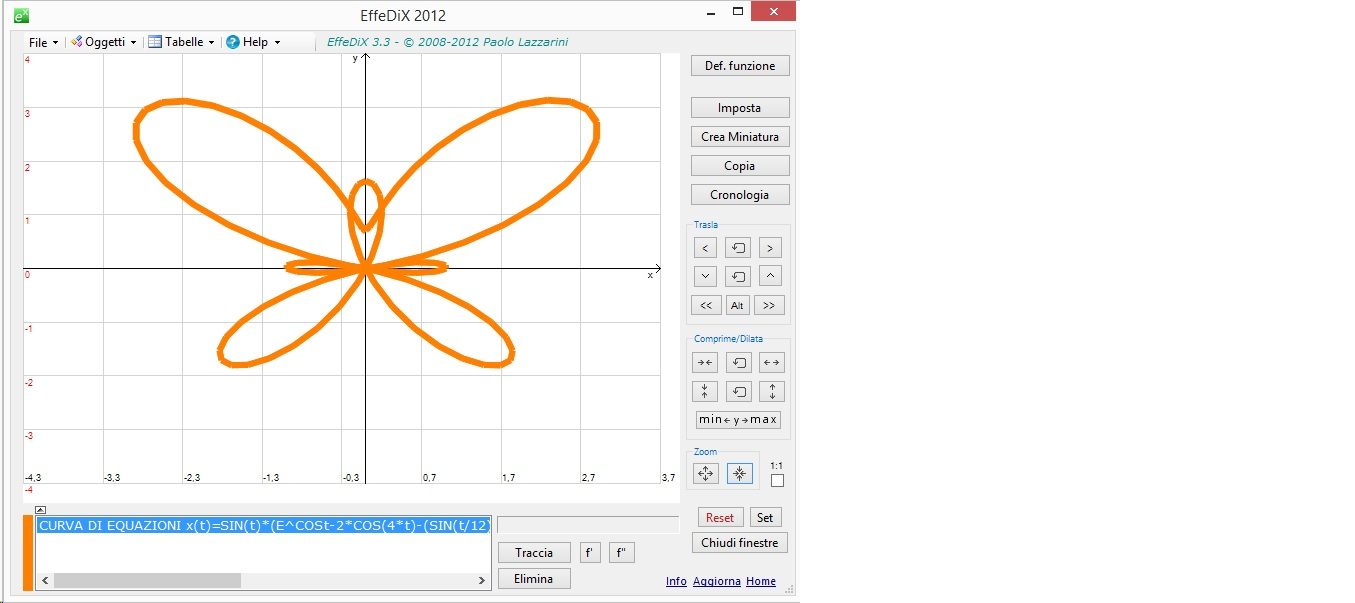 EffeDiX 2012
File Oggetti Tabelle Help EffeDiX 3.3 - © 2008-2012 Paolo Lazzarini
Def. funzione
Imposta
Crea Miniatura
Copia
Cronologia
Trasla
< >
<< Alt >>
Comprime/Dilata
min← y →max
Zoom
1:1
y
4
3
2
1
0
-1
-2
-3
-4
x
-4,3 -3,3 -2,3 -1,3 -0,3 0,7 1,7 2,7 3,7
CURVA DI EQUAZIONI x(t)=SIN(t)*(E^COSt-2*COS(4*t)-(SIN(t/12)
Traccia f' f"
Elimina
Reset Set
Chiudi finestre
Info Aggiorna Home